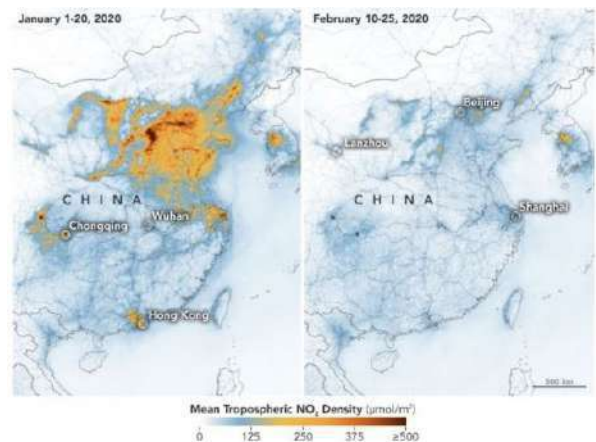 January 1-20, 2020
February 10-25, 2020
Beijing
Lanzhou
CHINA
CHINA
Wuhan
Shanghai
Chongqing
Hong Kong
500 km
Mean Tropospheric NO₂ Density (μmol/m²)
0 125 250 375 ≥500